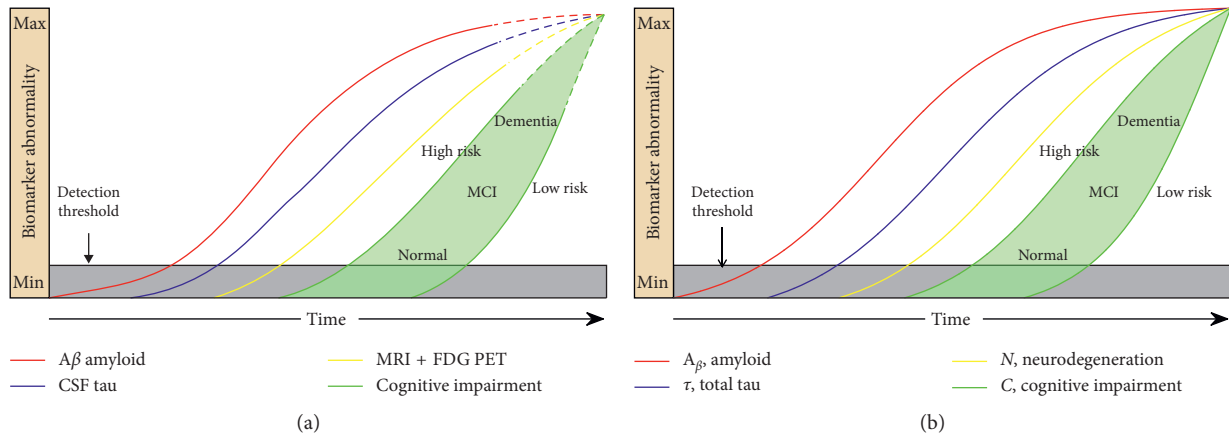 Max
Biomarker abnormality
Min
Detection
threshold
High risk
Dementia
MCI
Low risk
Normal
Time
Aβ amyloid
CSF tau
MRI + FDG PET
Cognitive impairment
(a)
Max
Biomarker abnormality
Min
Detection
threshold
High risk
Dementia
MCI
Low risk
Normal
Time
Aᵦ, amyloid
τ, total tau
N, neurodegeneration
C, cognitive impairment
(b)